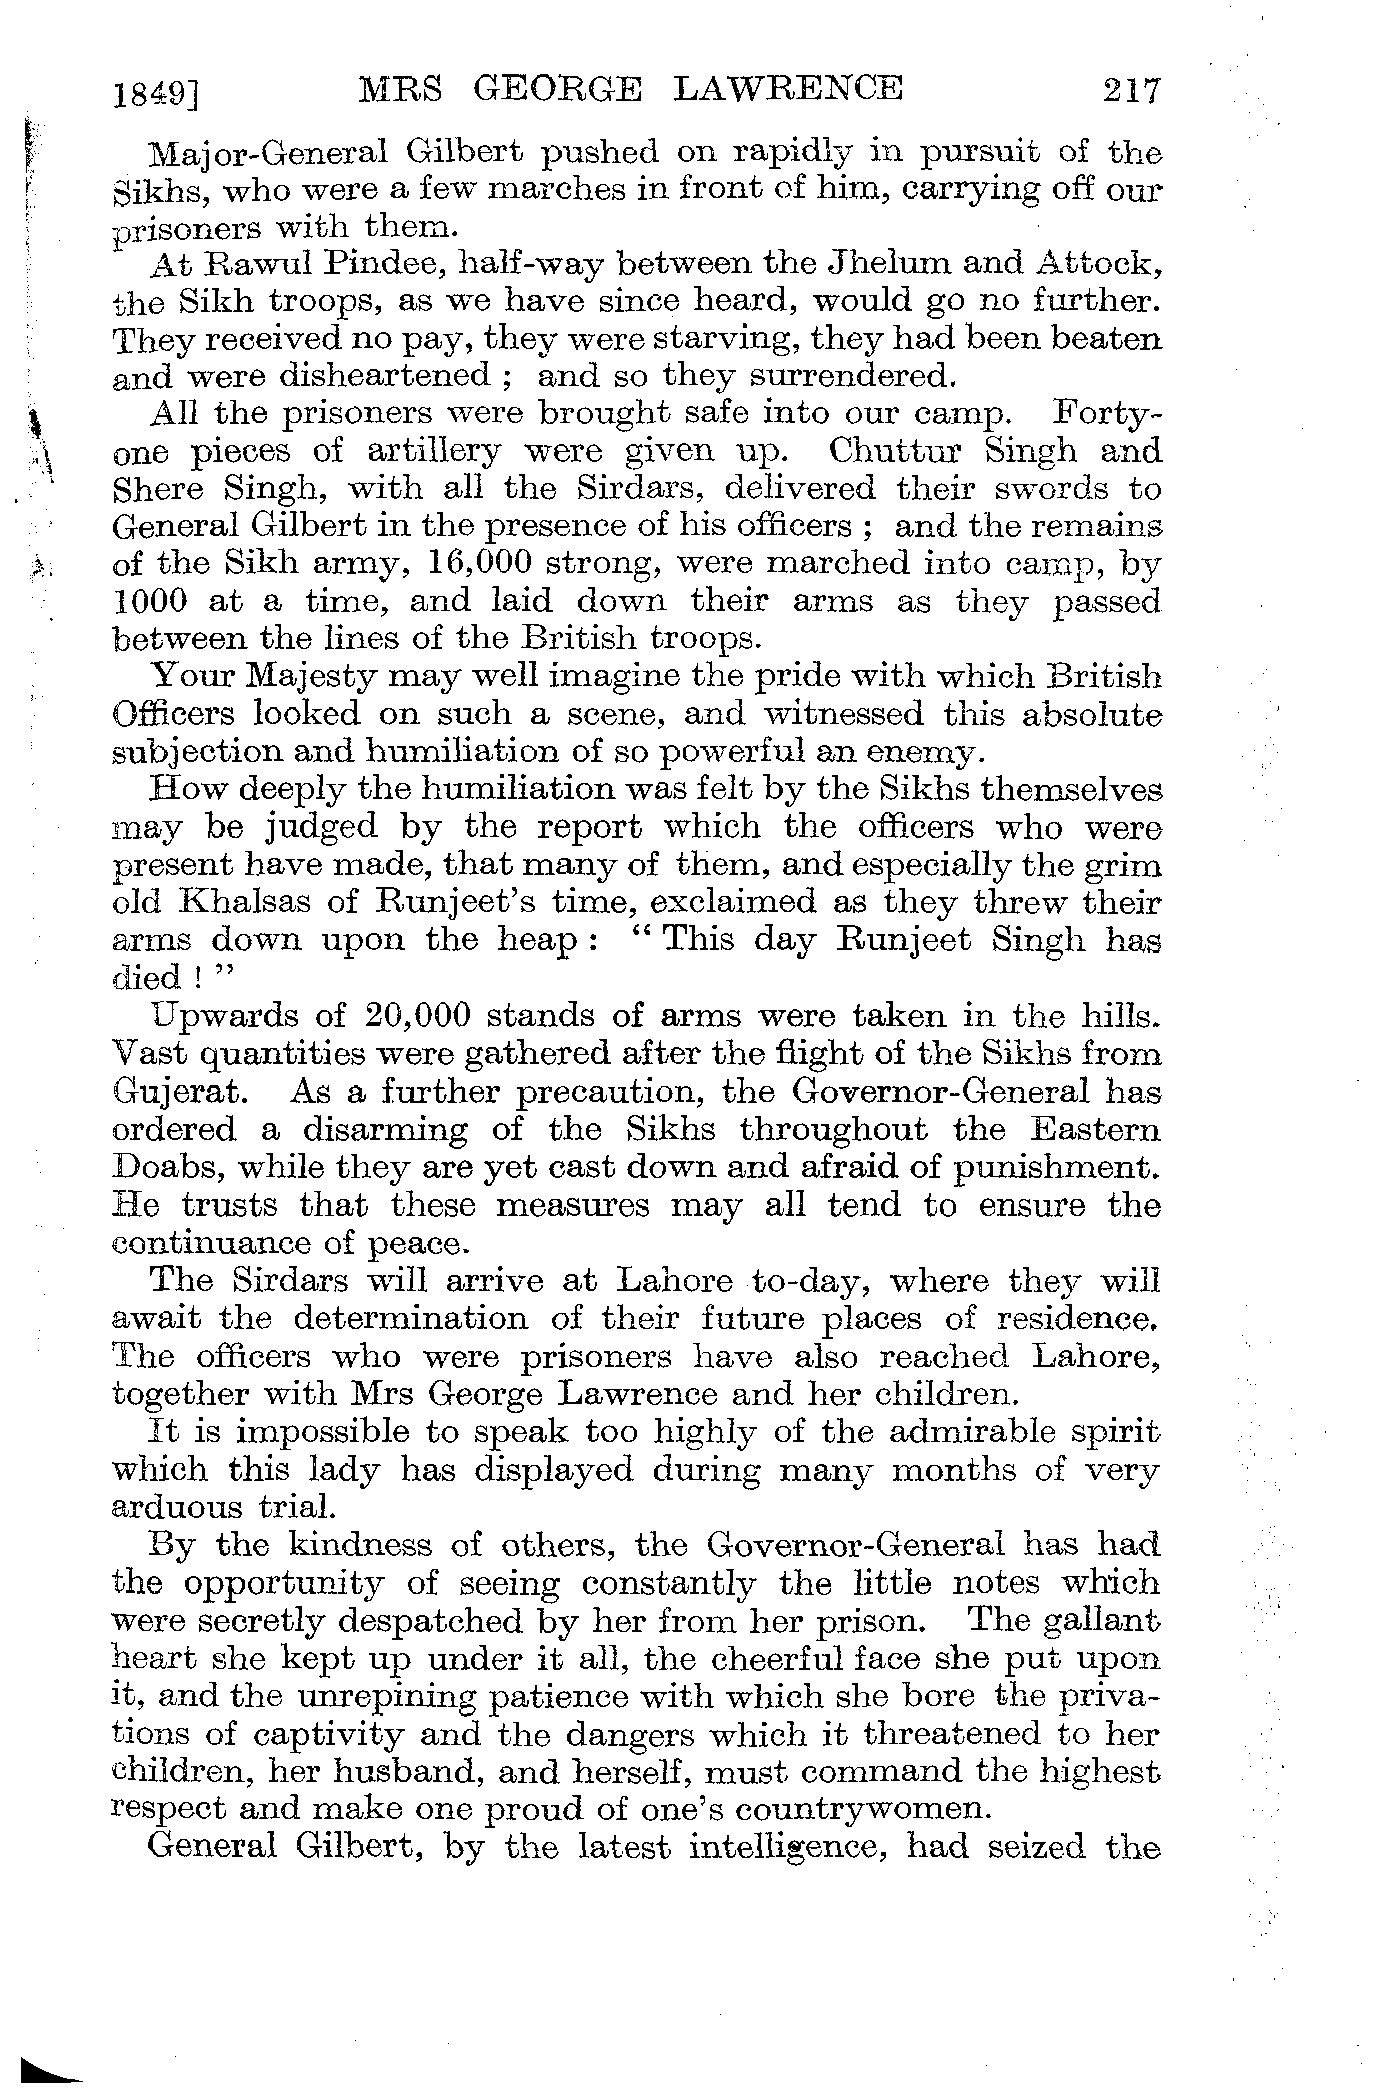 1849] MRS GEORGE LAWRENCE 217
Major-General Gilbert pushed on rapidly in pursuit of the
Sikhs, who were a few marches in front of him, carrying off our
prisoners with them.
At Rawul Pindee, half-way between the Jhelum and Attock,
the Sikh troops, as we have since heard, would go no further.
They received no pay, they were starving, they had been beaten
and were disheartened ; and so they surrendered.
All the prisoners were brought safe into our camp. Forty-
one pieces of artillery were given up. Chuttur Singh and
Shere Singh, with all the Sirdars, delivered their swords to
General Gilbert in the presence of his officers ; and the remains
of the Sikh army, 16,000 strong, were marched into camp, by
1000 at a time, and laid down their arms as they passed
between the lines of the British troops.
Your Majesty may well imagine the pride with which British
Officers looked on such a scene, and witnessed this absolute
subjection and humiliation of so powerful an enemy.
How deeply the humiliation was felt by the Sikhs themselves
may be judged by the report which the officers who were
present have made, that many of them, and especially the grim
old Khalsas of Runjeet's time, exclaimed as they threw their
arms down upon the heap : " This day Runjeet Singh has
died ! "
Upwards of 20,000 stands of arms were taken in the hills.
Vast quantities were gathered after the flight of the Sikhs from
Gujerat. As a further precaution, the Governor-General has
ordered a disarming of the Sikhs throughout the Eastern
Doabs, while they are yet cast down and afraid of punishment.
He trusts that these measures may all tend to ensure the
continuance of peace.
The Sirdars will arrive at Lahore to-day, where they will
await the determination of their future places of residence.
The officers who were prisoners have also reached Lahore,
together with Mrs George Lawrence and her children.
It is impossible to speak too highly of the admirable spirit
which this lady has displayed during many months of very
arduous trial.
By the kindness of others, the Governor-General has had
the opportunity of seeing constantly the little notes which
were secretly despatched by her from her prison. The gallant
heart she kept up under it all, the cheerful face she put upon
it, and the unrepining patience with which she bore the priva-
tions of captivity and the dangers which it threatened to her
children, her husband, and herself, must command the highest
respect and make one proud of one's countrywomen.
General Gilbert, by the latest intelligence, had seized the